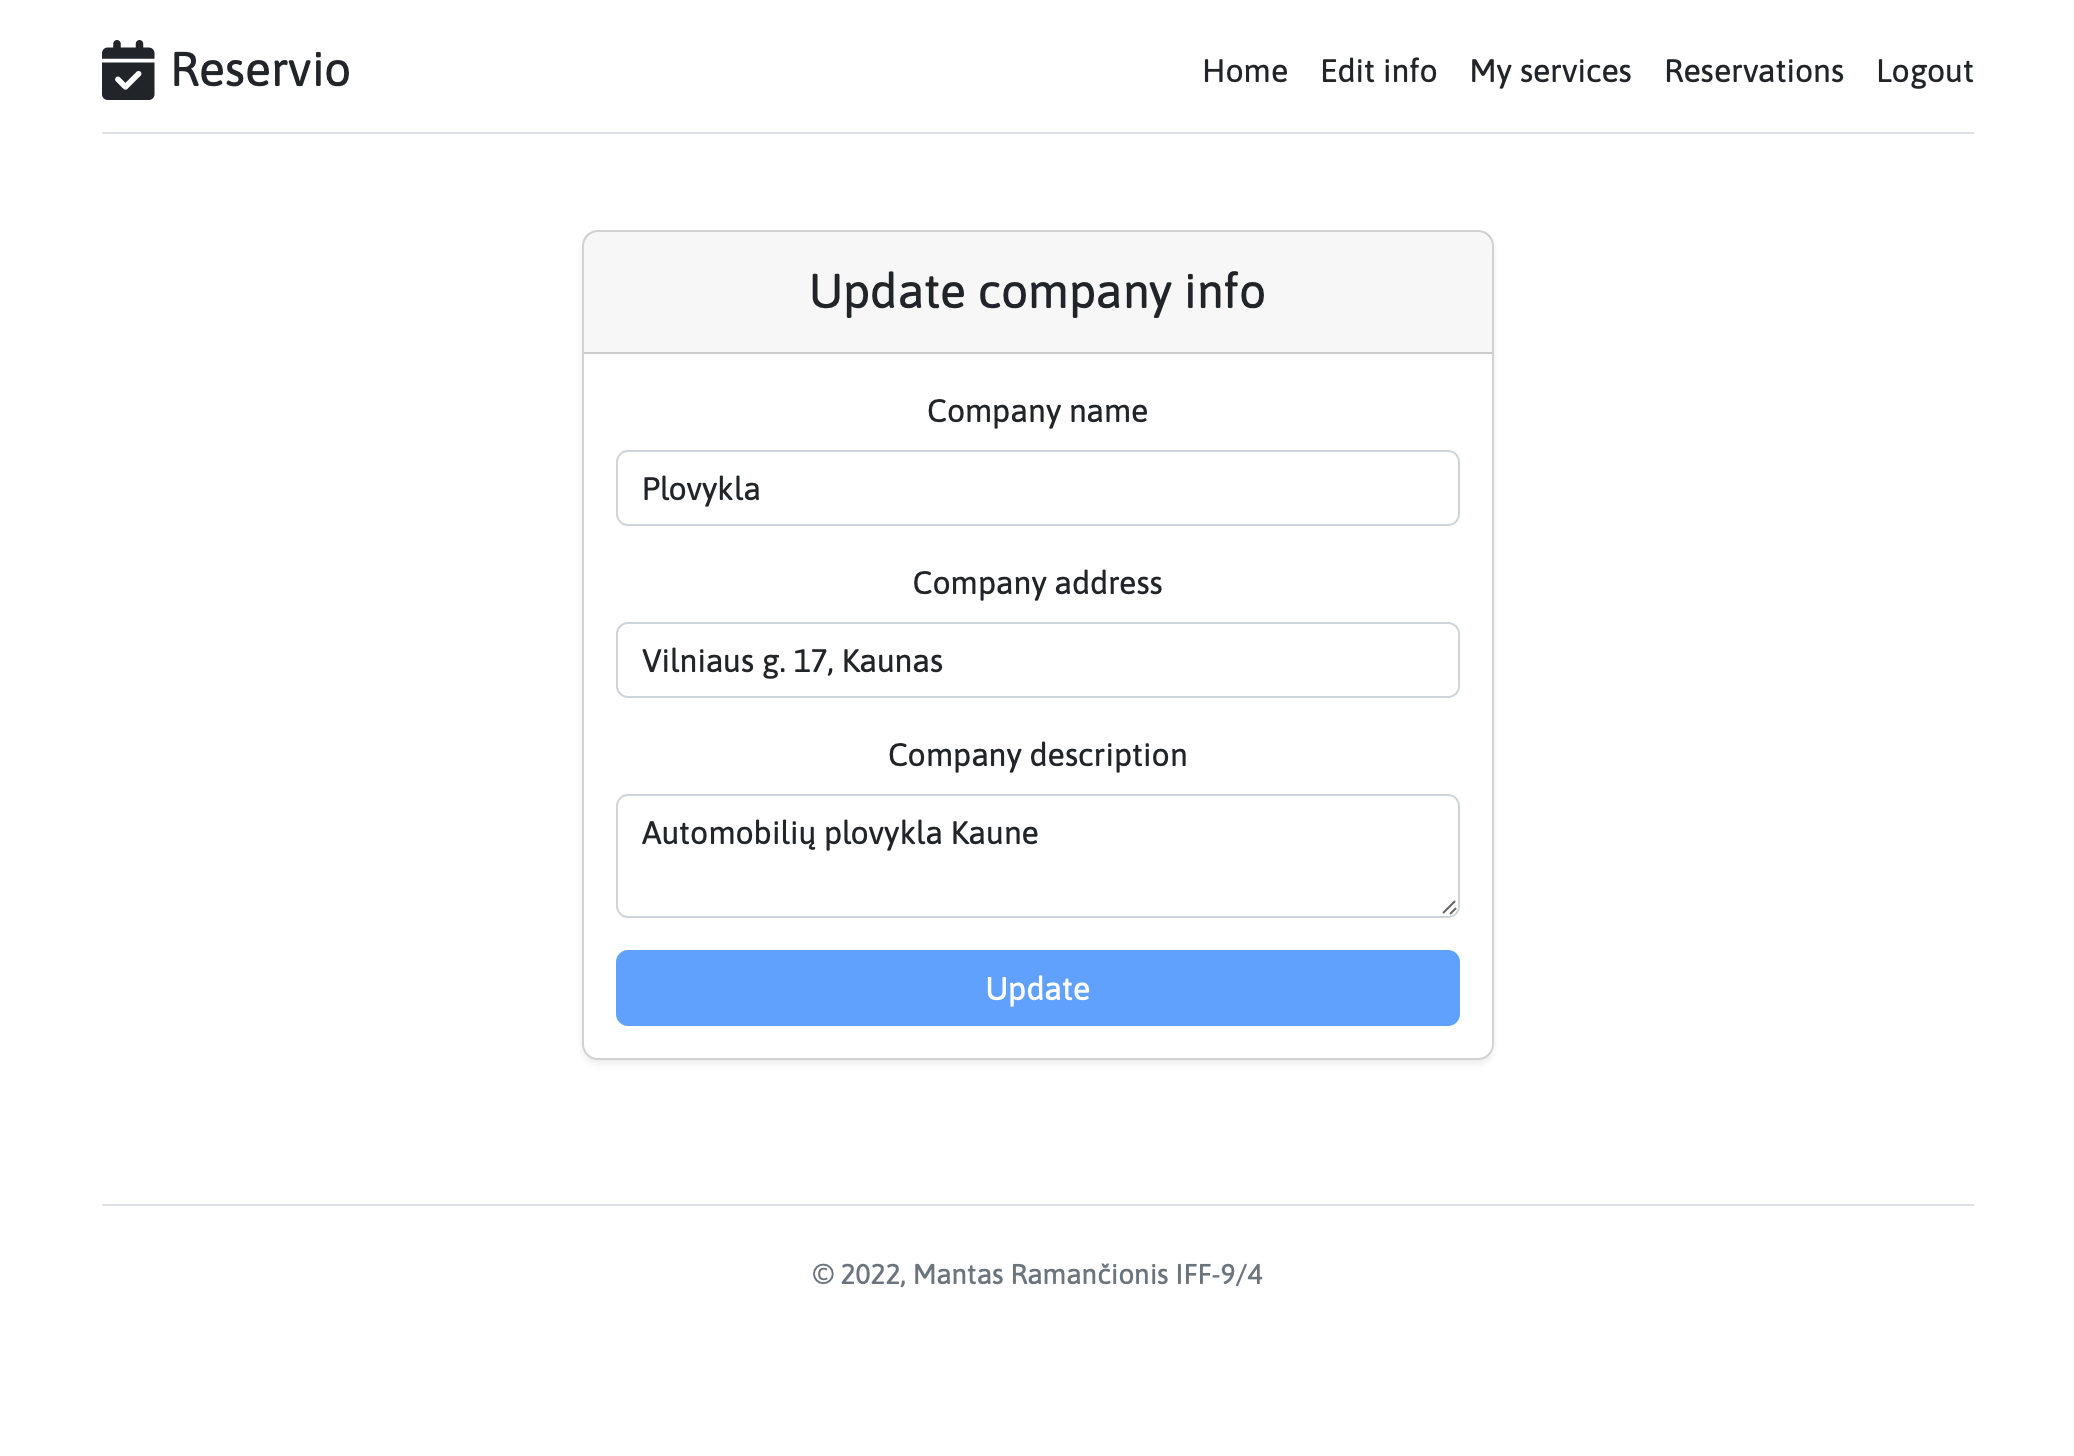 Reservio
Home Edit info My services Reservations Logout
Update company info
Company name
Plovykla
Company address
Vilniaus g. 17, Kaunas
Company description
Automobilių plovykla Kaune
Update
© 2022, Mantas Ramančionis IFF-9/4